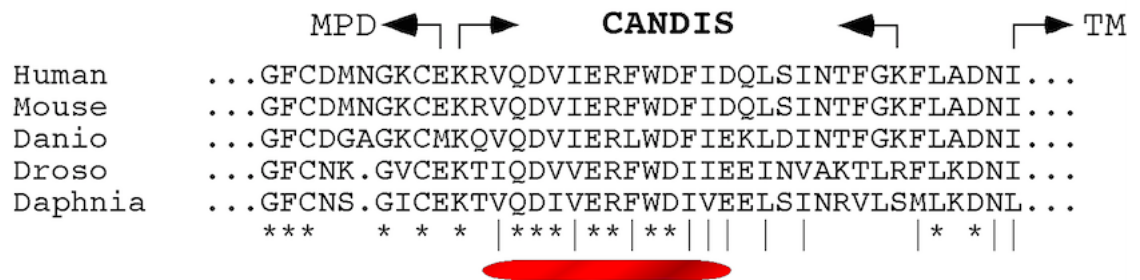 MPD CANDIS TM
Human ...GFCDMNGKCEKRVQDVIERFWDFIDQLSINTFGKFLADNI...
Mouse ...GFCDMNGKCEKRVQDVIERFWDFIDQLSINTFGKFLADNI...
Danio ...GFCDGAGKCMKQVQDVIERLWDFIEKLDINTFGKFLADNI...
Droso ...GFCNK.GVCEKTIQDVVERFWDIIEEINVAKTLRFLKDNI...
Daphnia ...GFCNS.GICEKTVQDIVERFWDIVEELSINRVLSMLKDNL...
*** * * * |***|**|**||| | | |* *||